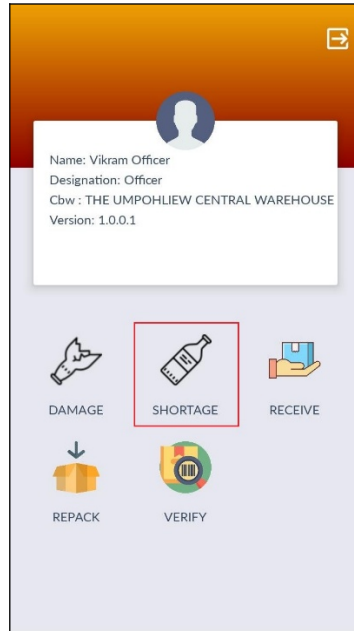 Name: Vikram Officer
Designation: Officer
Cbw : THE UMPOHLIEW CENTRAL WAREHOUSE
Version: 1.0.0.1
DAMAGE SHORTAGE RECEIVE
REPACK VERIFY